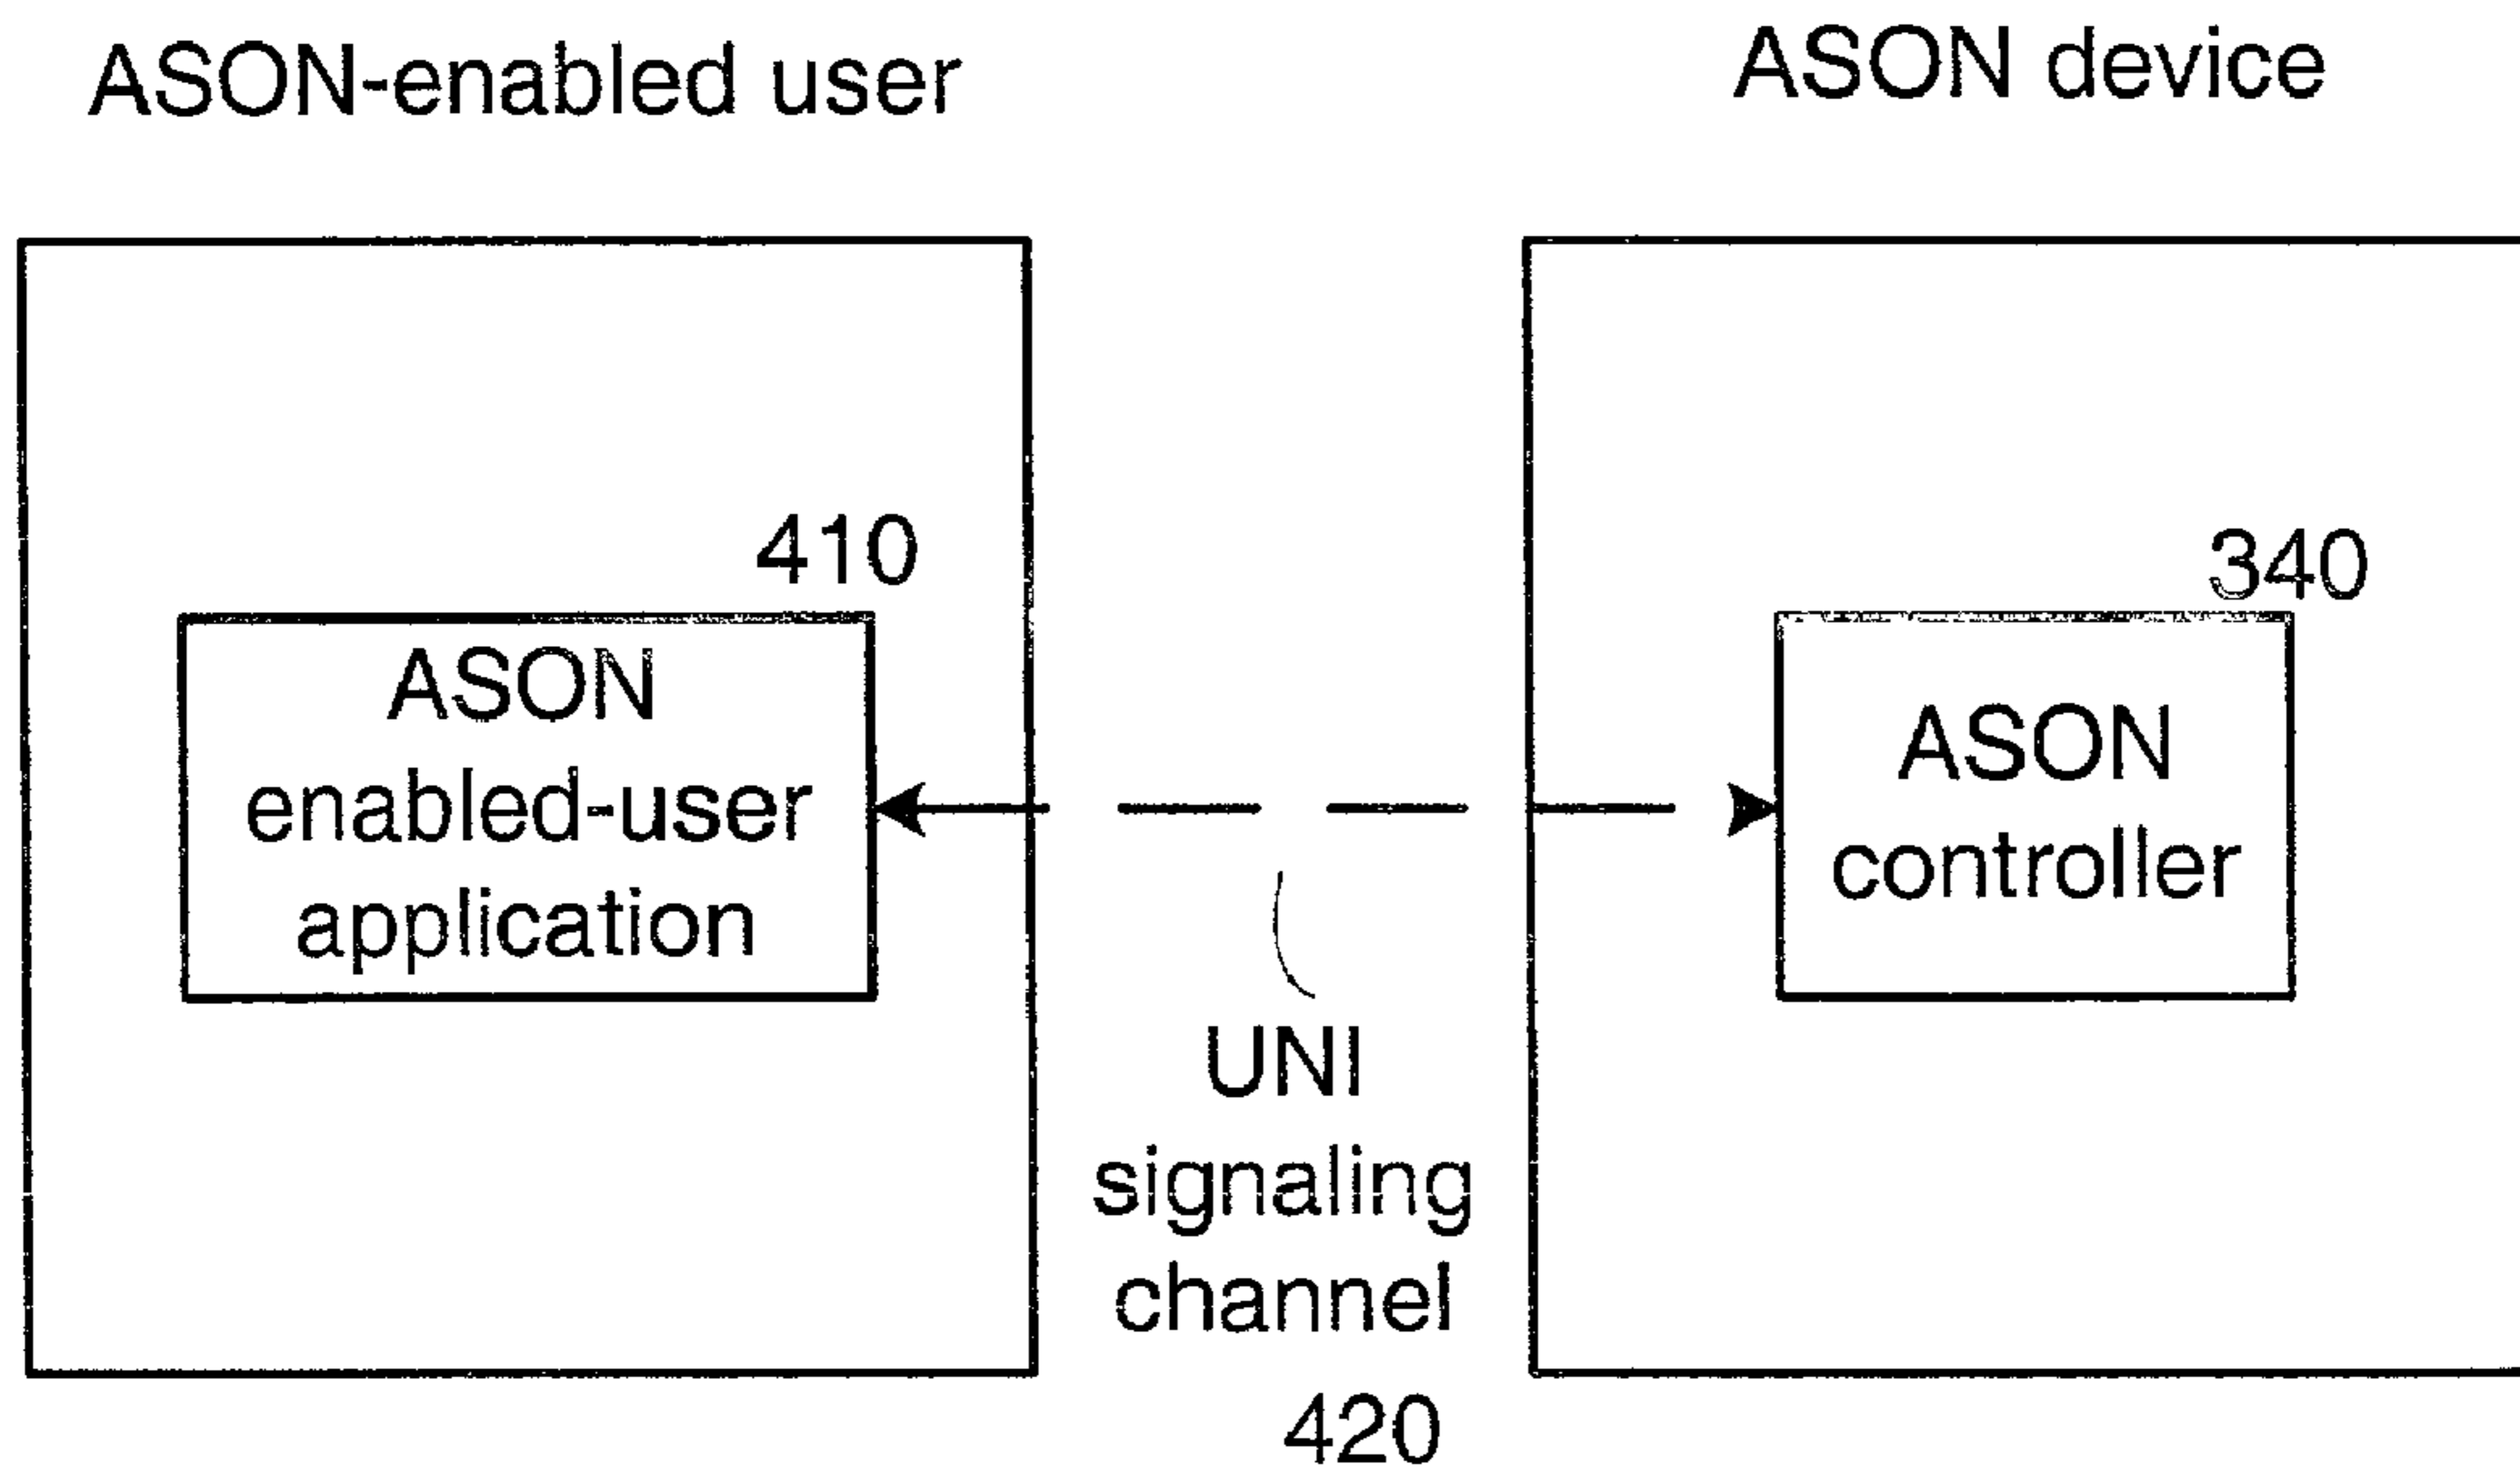 ASON-enabled user
ASON device
410
ASON
enabled-user
application
340
ASON
controller
UNI
signaling
channel
420